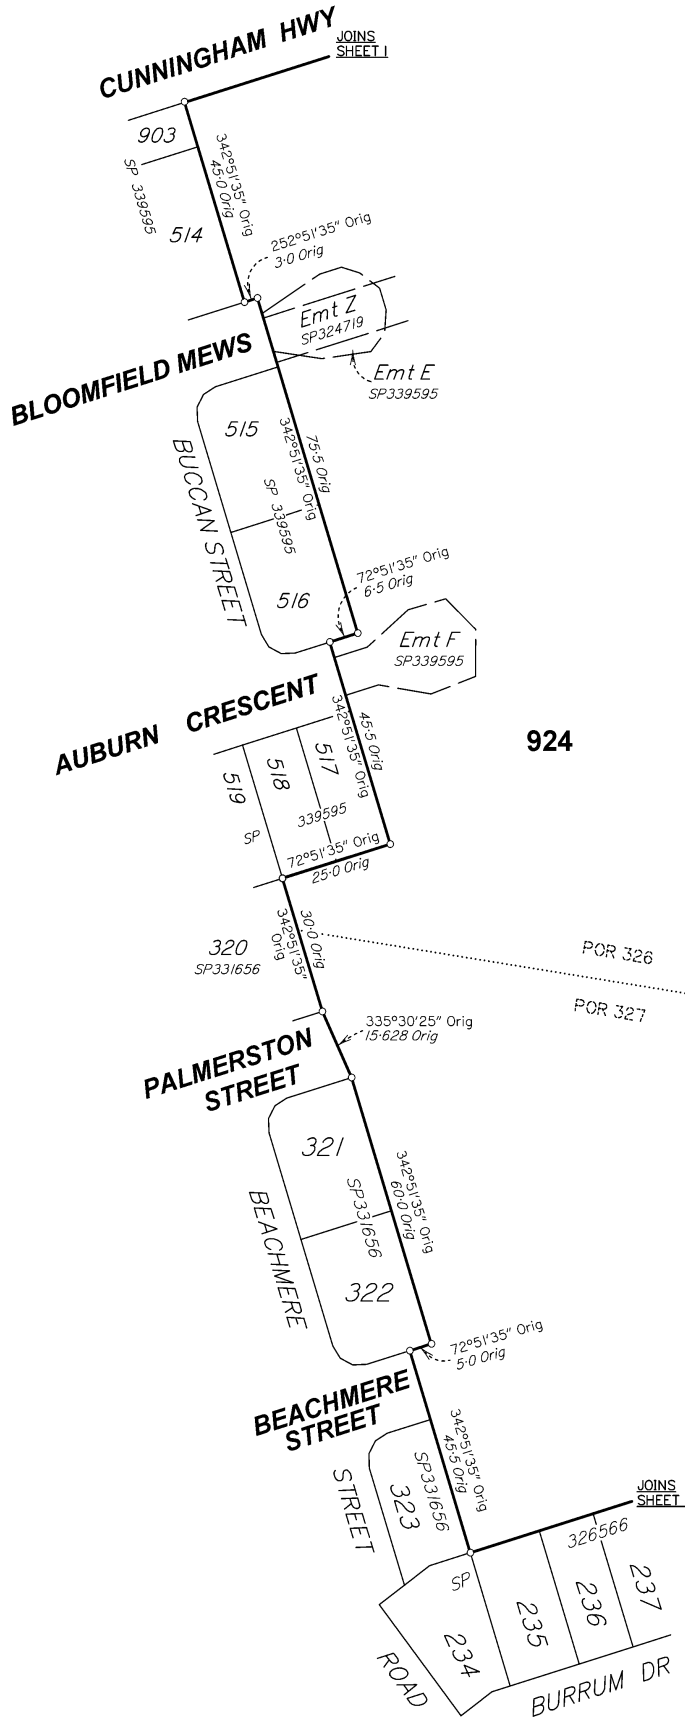 CUNNINGHAM HWY
JOINS
SHEET 1
903
342°51'35" Orig
45·0 Orig
SP 339595
514
252°51'35" Orig
3·0 Orig
Emt Z
SP324719
BLOOMFIELD MEWS
Emt E
SP339595
515
BUCCAN STREET
75·5 Orig
342°51'35" Orig
SP 339595
516
72°51'35" Orig
6·5 Orig
Emt F
SP339595
AUBURN CRESCENT
45·5 Orig
342°51'35" Orig
924
519
518
517
SP 339595
72°51'35" Orig
25·0 Orig
30·0 Orig
342°51'35"
Orig
320
SP331656
POR 326
POR 327
335°30'25" Orig
15·628 Orig
PALMERSTON
STREET
321
342°51'35" Orig
60·0 Orig
SP331656
BEACHMERE
322
72°51'35" Orig
5·0 Orig
BEACHMERE
STREET
342°51'35" Orig
45·5 Orig
SP331656
323
STREET
JOINS
SHEET
326566
SP
234
235
236
237
ROAD
BURRUM DR